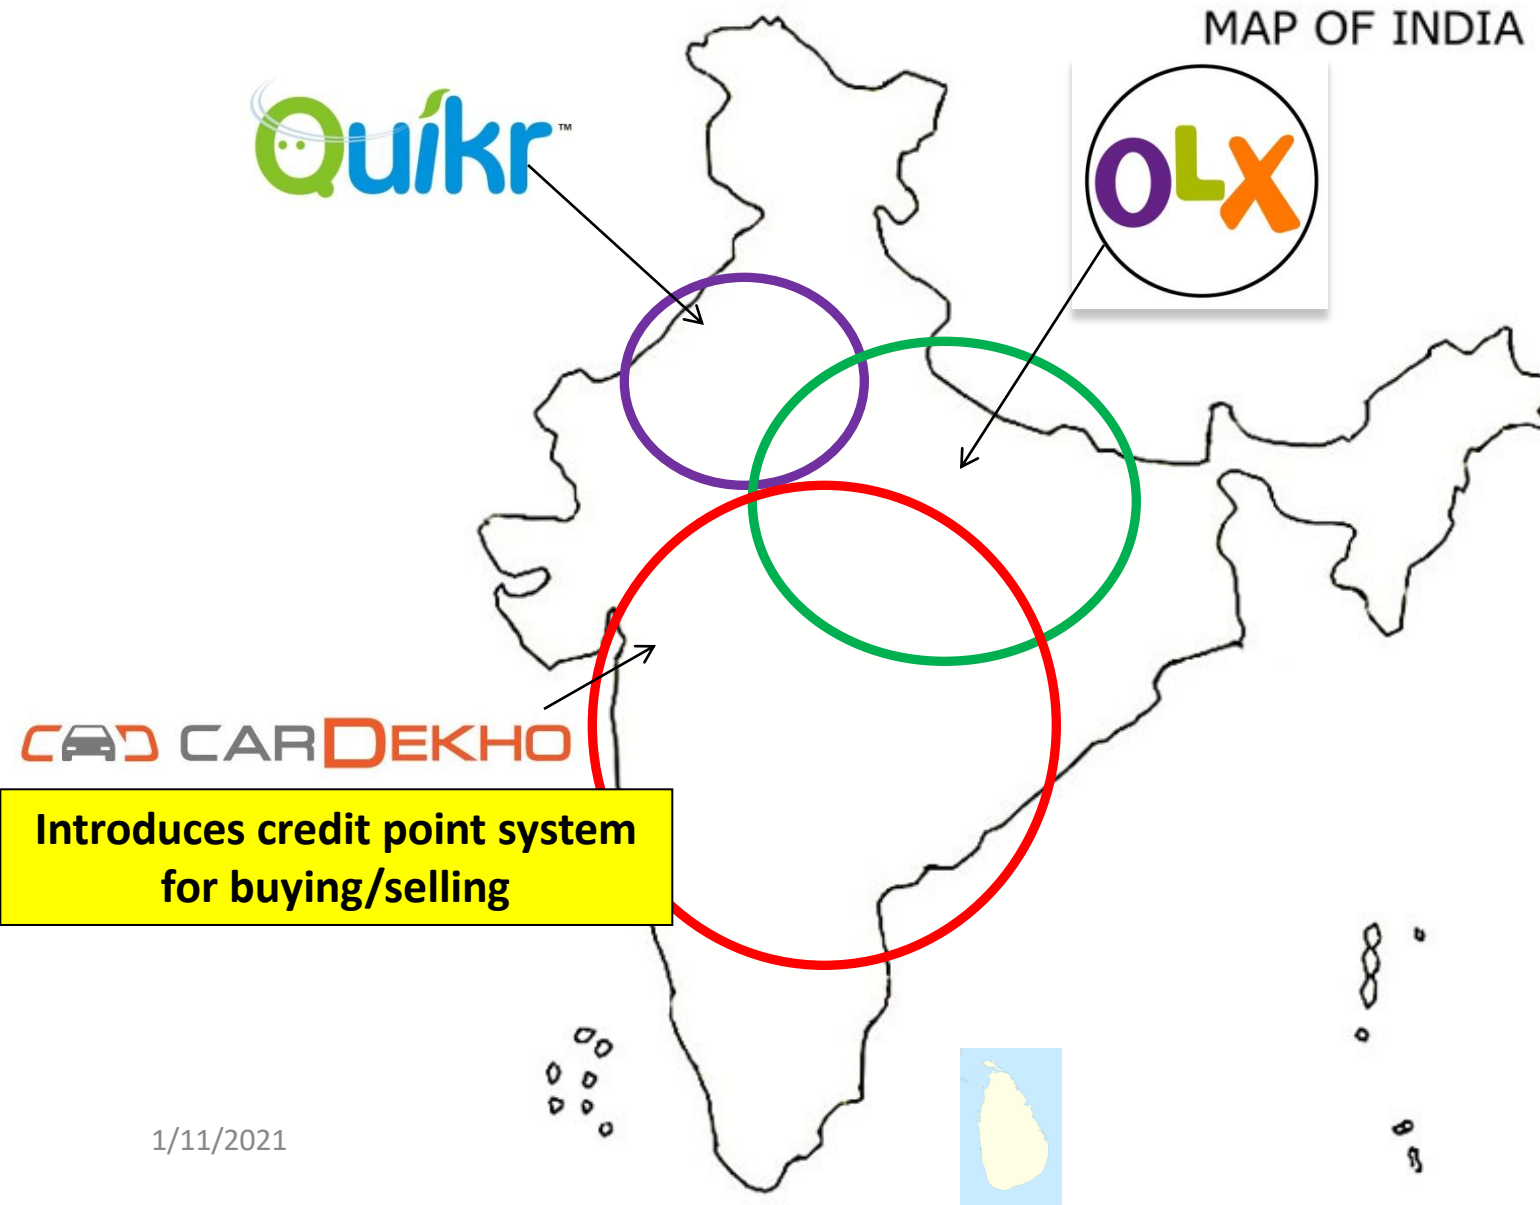 MAP OF INDIA
Quikr™
OLX
CARDEKHO
Introduces credit point system
for buying/selling
1/11/2021